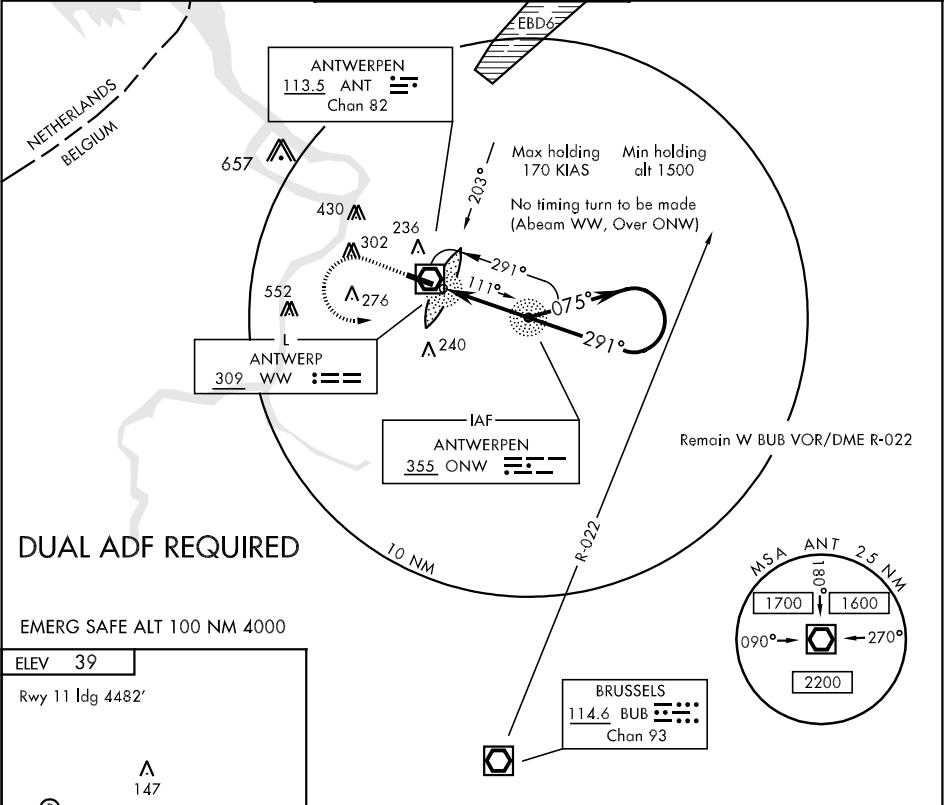 EBD6
ANTWERPEN
113.5 ANT
Chan 82
NETHERLANDS
BELGIUM
657
Max holding
170 KIAS
Min holding
alt 1500
No timing turn to be made
(Abeam WW, Over ONW)
203°
430
302
236
291°
111°
075°
291°
276
552
240
L
ANTWERP
309 WW
IAF
ANTWERPEN
355 ONW
Remain W BUB VOR/DME R-022
R-022
10 NM
DUAL ADF REQUIRED
MSA ANT 25 NM
180°
1700
1600
090°
270°
2200
EMERG SAFE ALT 100 NM 4000
ELEV 39
Rwy 11 ldg 4482'
147
BRUSSELS
114.6 BUB
Chan 93